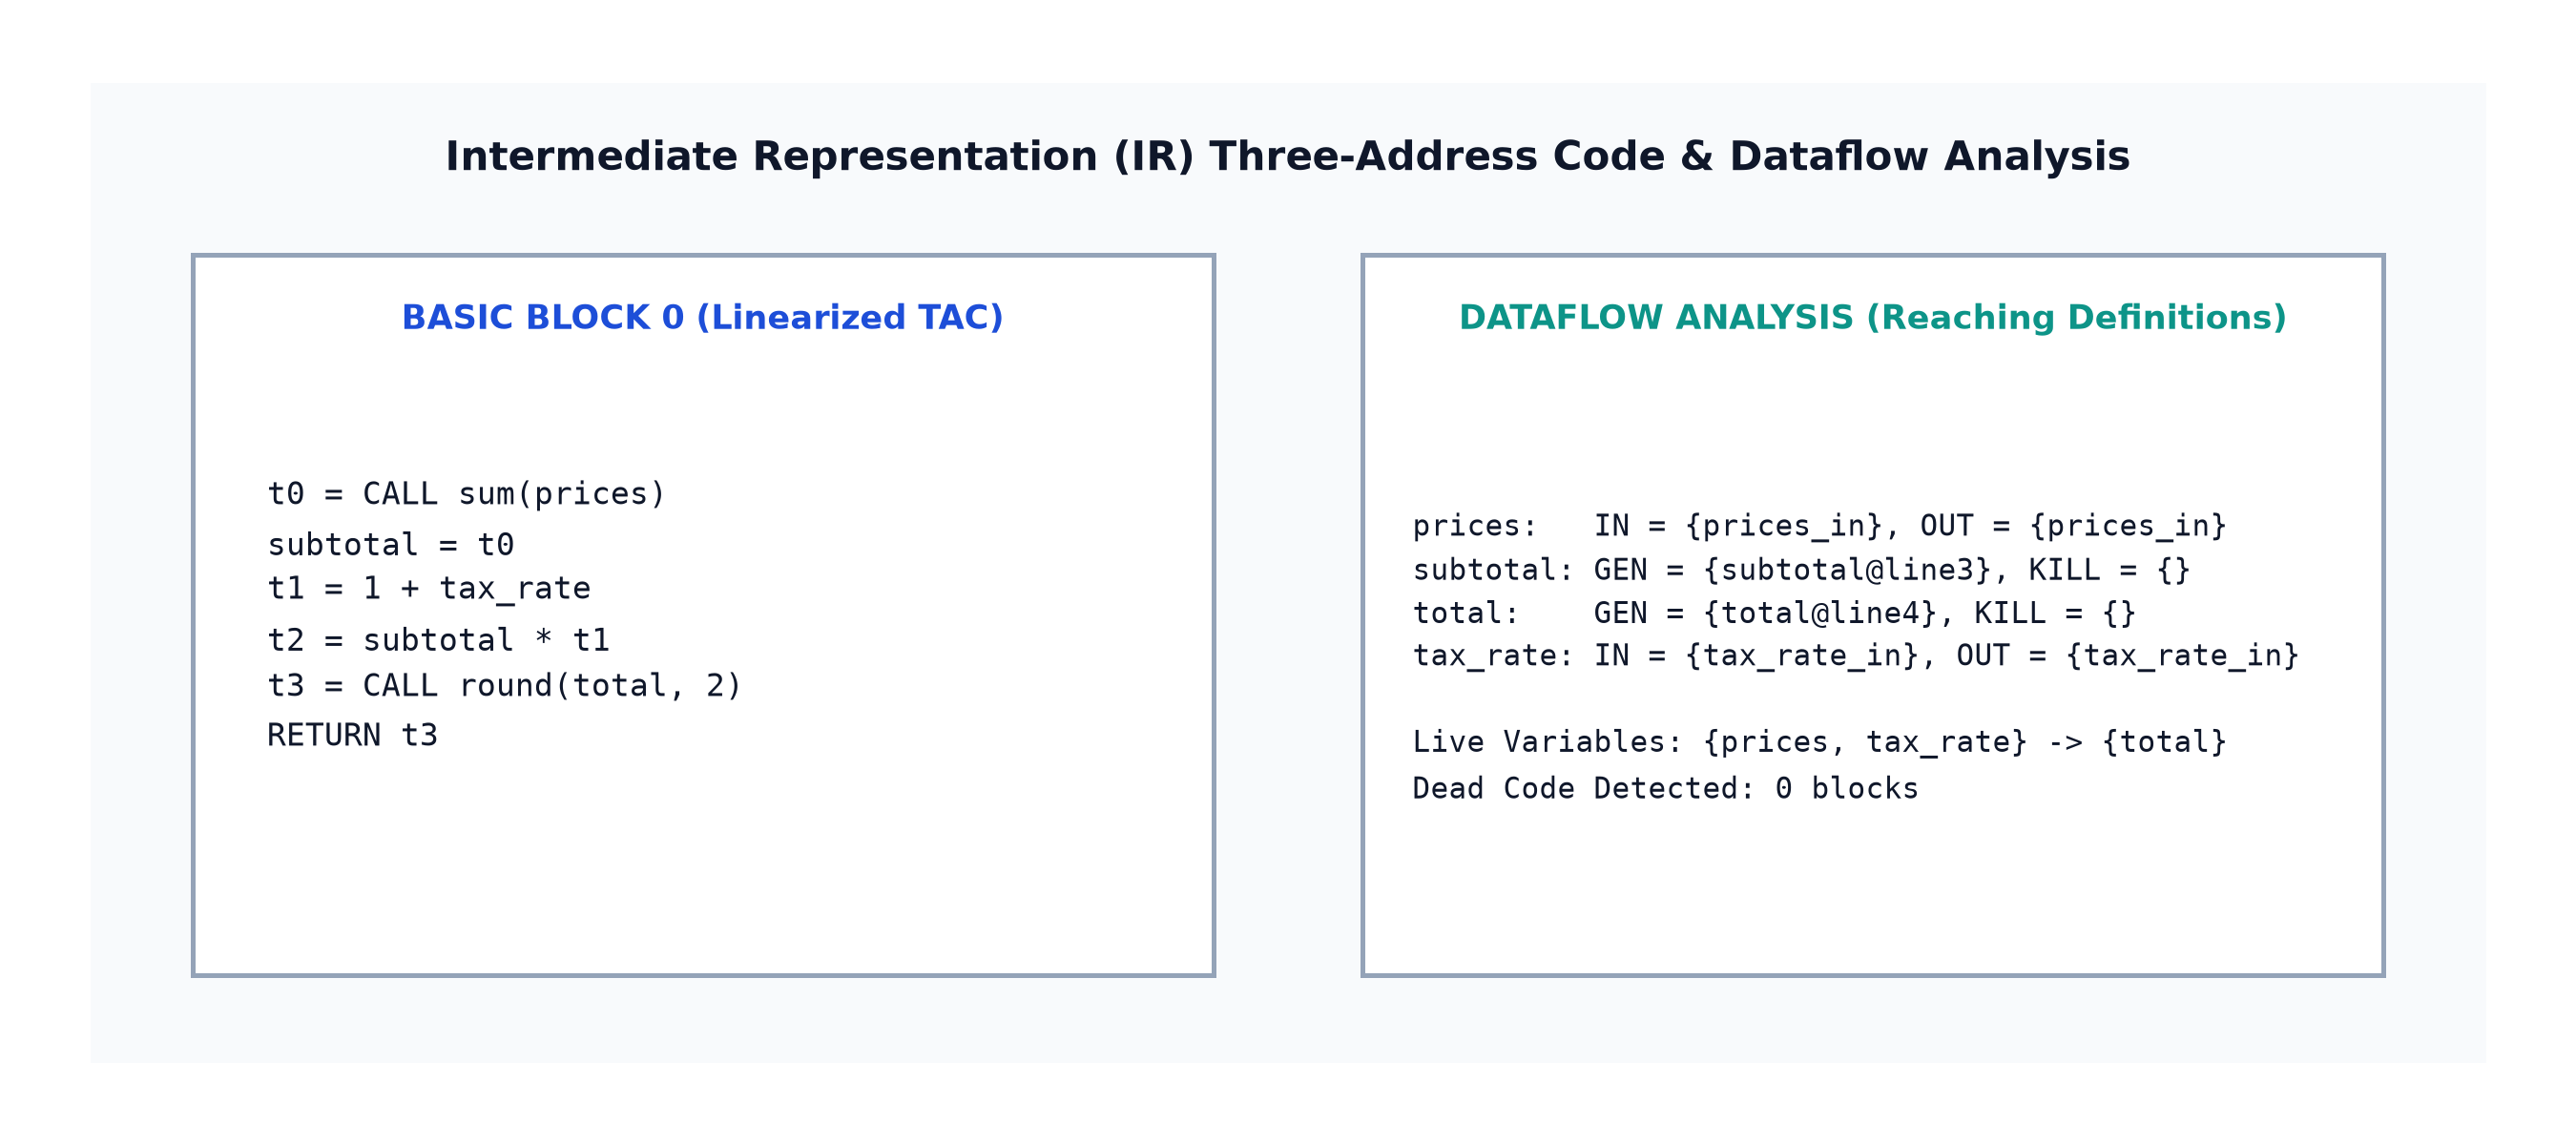 Intermediate Representation (IR) Three-Address Code & Dataflow Analysis
BASIC BLOCK 0 (Linearized TAC)
t0 = CALL sum(prices)
subtotal = t0
t1 = 1 + tax_rate
t2 = subtotal * t1
t3 = CALL round(total, 2)
RETURN t3
DATAFLOW ANALYSIS (Reaching Definitions)
prices:   IN = {prices_in}, OUT = {prices_in}
subtotal: GEN = {subtotal@line3}, KILL = {}
total:    GEN = {total@line4}, KILL = {}
tax_rate: IN = {tax_rate_in}, OUT = {tax_rate_in}
Live Variables: {prices, tax_rate} -> {total}
Dead Code Detected: 0 blocks